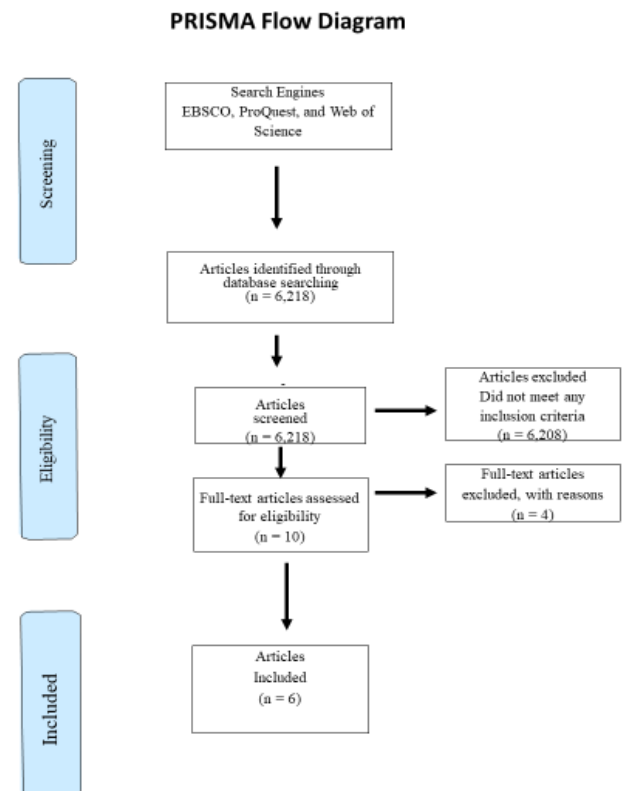 PRISMA Flow Diagram
Screening
Search Engines
EBSCO, ProQuest, and Web of
Science
Articles identified through
database searching
(n = 6,218)
Eligibility
Articles
screened
(n = 6,218)
Articles excluded
Did not meet any
inclusion criteria
(n = 6,208)
Full-text articles assessed
for eligibility
(n = 10)
Full-text articles
excluded, with reasons
(n = 4)
Included
Articles
Included
(n = 6)